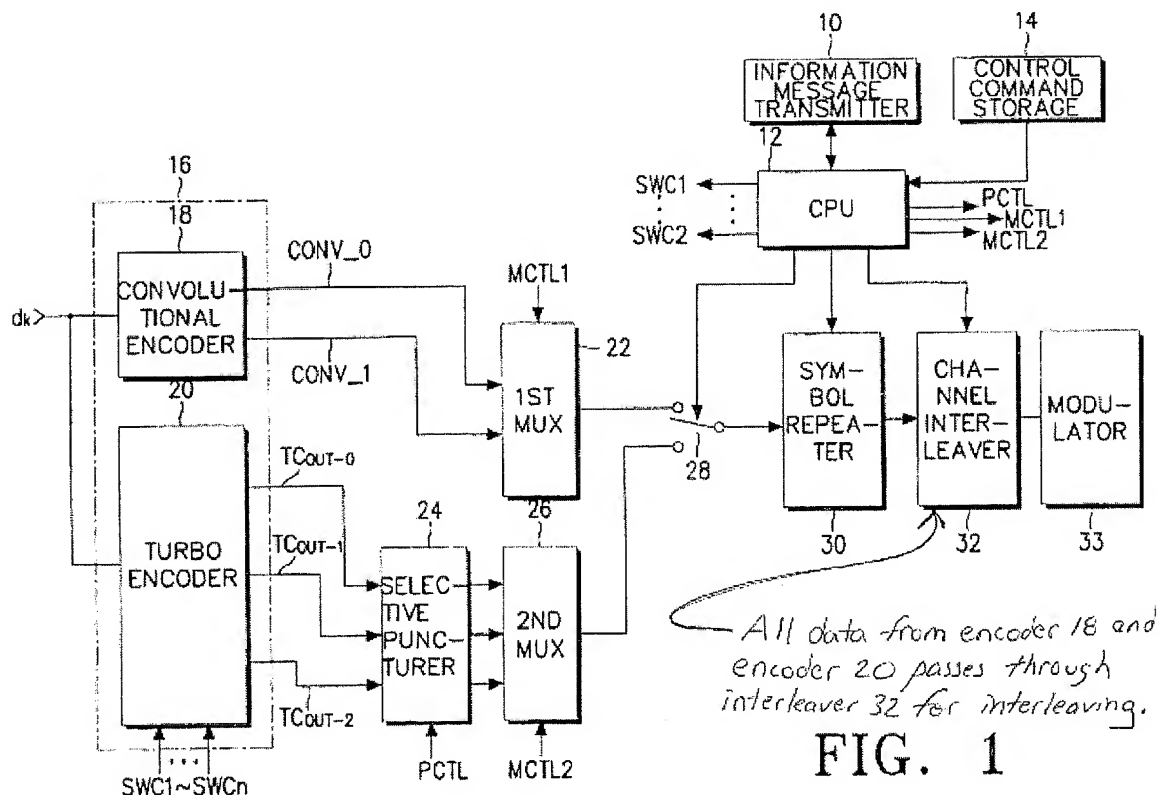 10
INFORMATION
MESSAGE
TRANSMITTER
14
CONTROL
COMMAND
STORAGE
12
CPU
SWC1
SWC2
PCTL
MCTL1
MCTL2
16
18
CONVOLU-
TIONAL
ENCODER
dk
CONV_0
CONV_1
MCTL1
1ST
MUX
22
28
SYM-
BOL
REPEA-
TER
30
CHA-
NNEL
INTER-
LEAVER
32
MODU-
LATOR
33
20
TURBO
ENCODER
TCOUT-0
TCOUT-1
TCOUT-2
24
SELEC-
TIVE
PUNC-
TURER
26
2ND
MUX
SWC1~SWCn
PCTL
MCTL2
All data from encoder 18 and
encoder 20 passes through
interleaver 32 for interleaving.
FIG. 1